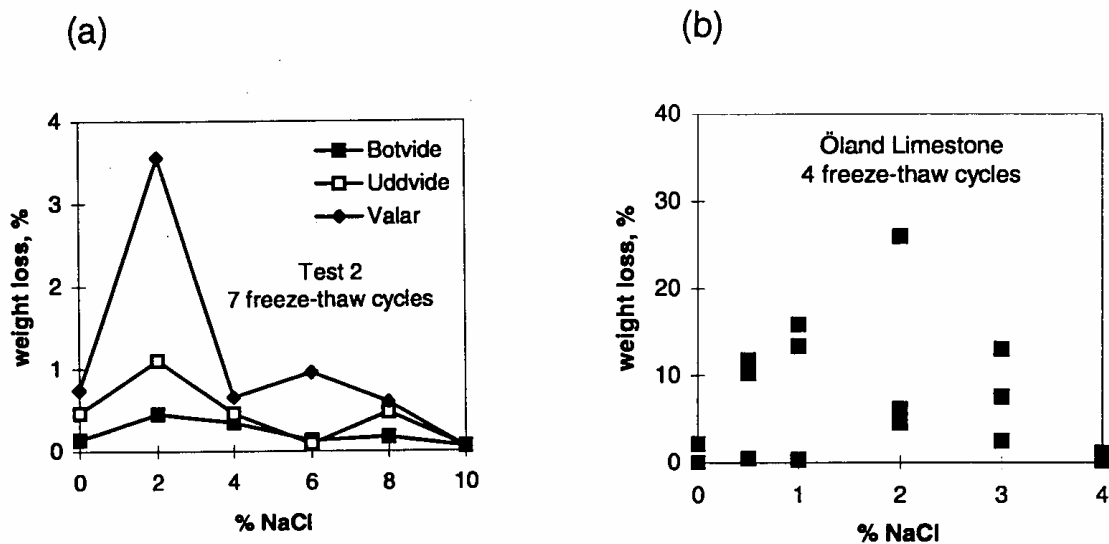 (a)
4
3
2
1
0
weight loss, %
Botvide
Uddvide
Valar
Test 2
7 freeze-thaw cycles
0 2 4 6 8 10
% NaCl
(b)
40
30
20
10
0
weight loss, %
Öland Limestone
4 freeze-thaw cycles
0 1 2 3 4
% NaCl